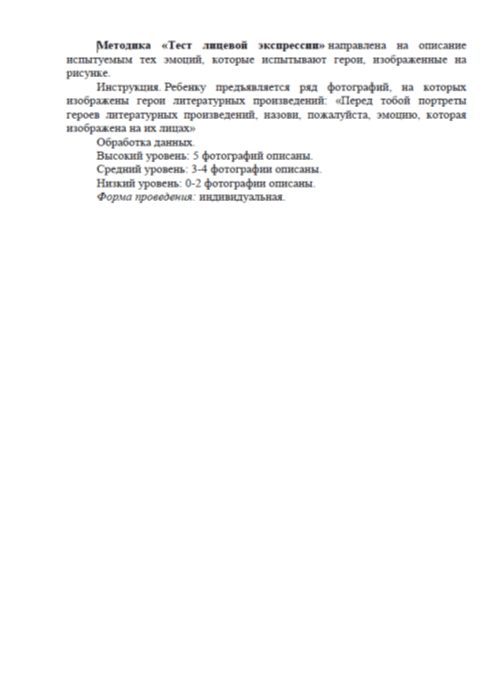 Методика «Тест лицевой экспрессии» направлена на описание
испытуемым тех эмоций, которые испытывают герои, изображенные на
рисунке.
Инструкция. Ребенку предъявляется ряд фотографий, на которых
изображены герои литературных произведений: «Перед тобой портреты
героев литературных произведений, назови, пожалуйста, эмоцию, которая
изображена на их лицах»
Обработка данных.
Высокий уровень: 5 фотографий описаны.
Средний уровень: 3-4 фотографии описаны.
Низкий уровень: 0-2 фотографии описаны.
Форма проведения: индивидуальная.